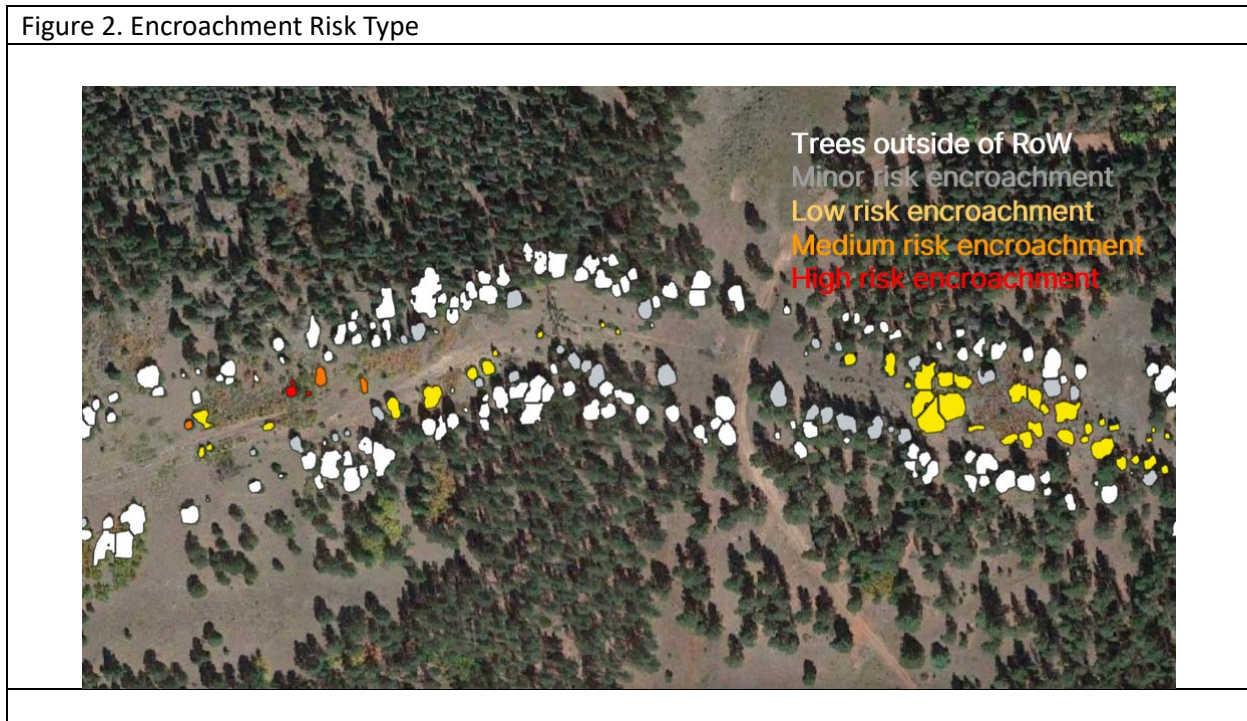 Figure 2. Encroachment Risk Type
Trees outside of RoW
Minor risk encroachment
Low risk encroachment
Medium risk encroachment
High risk encroachment